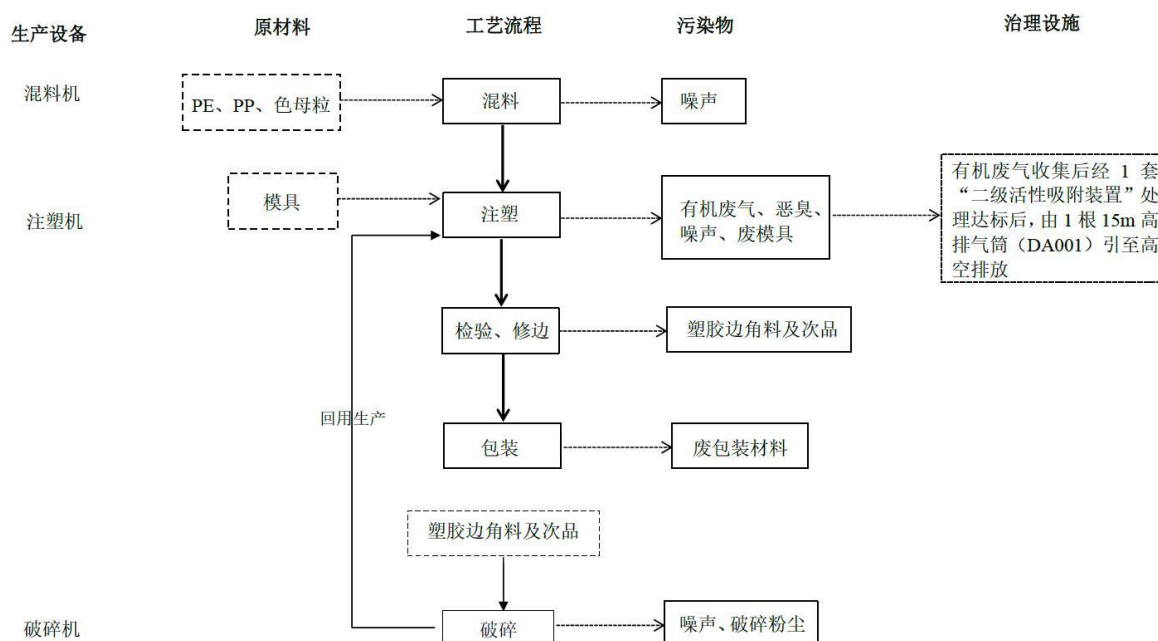 生产设备
原材料
工艺流程
污染物
治理设施
混料机
PE、PP、色母粒
混料
噪声
注塑机
模具
注塑
有机废气、恶臭、
噪声、废模具
有机废气收集后经 1 套
“二级活性吸附装置”处
理达标后，由 1 根 15m 高
排气筒（DA001）引至高
空排放
检验、修边
塑胶边角料及次品
回用生产
包装
废包装材料
塑胶边角料及次品
破碎机
破碎
噪声、破碎粉尘